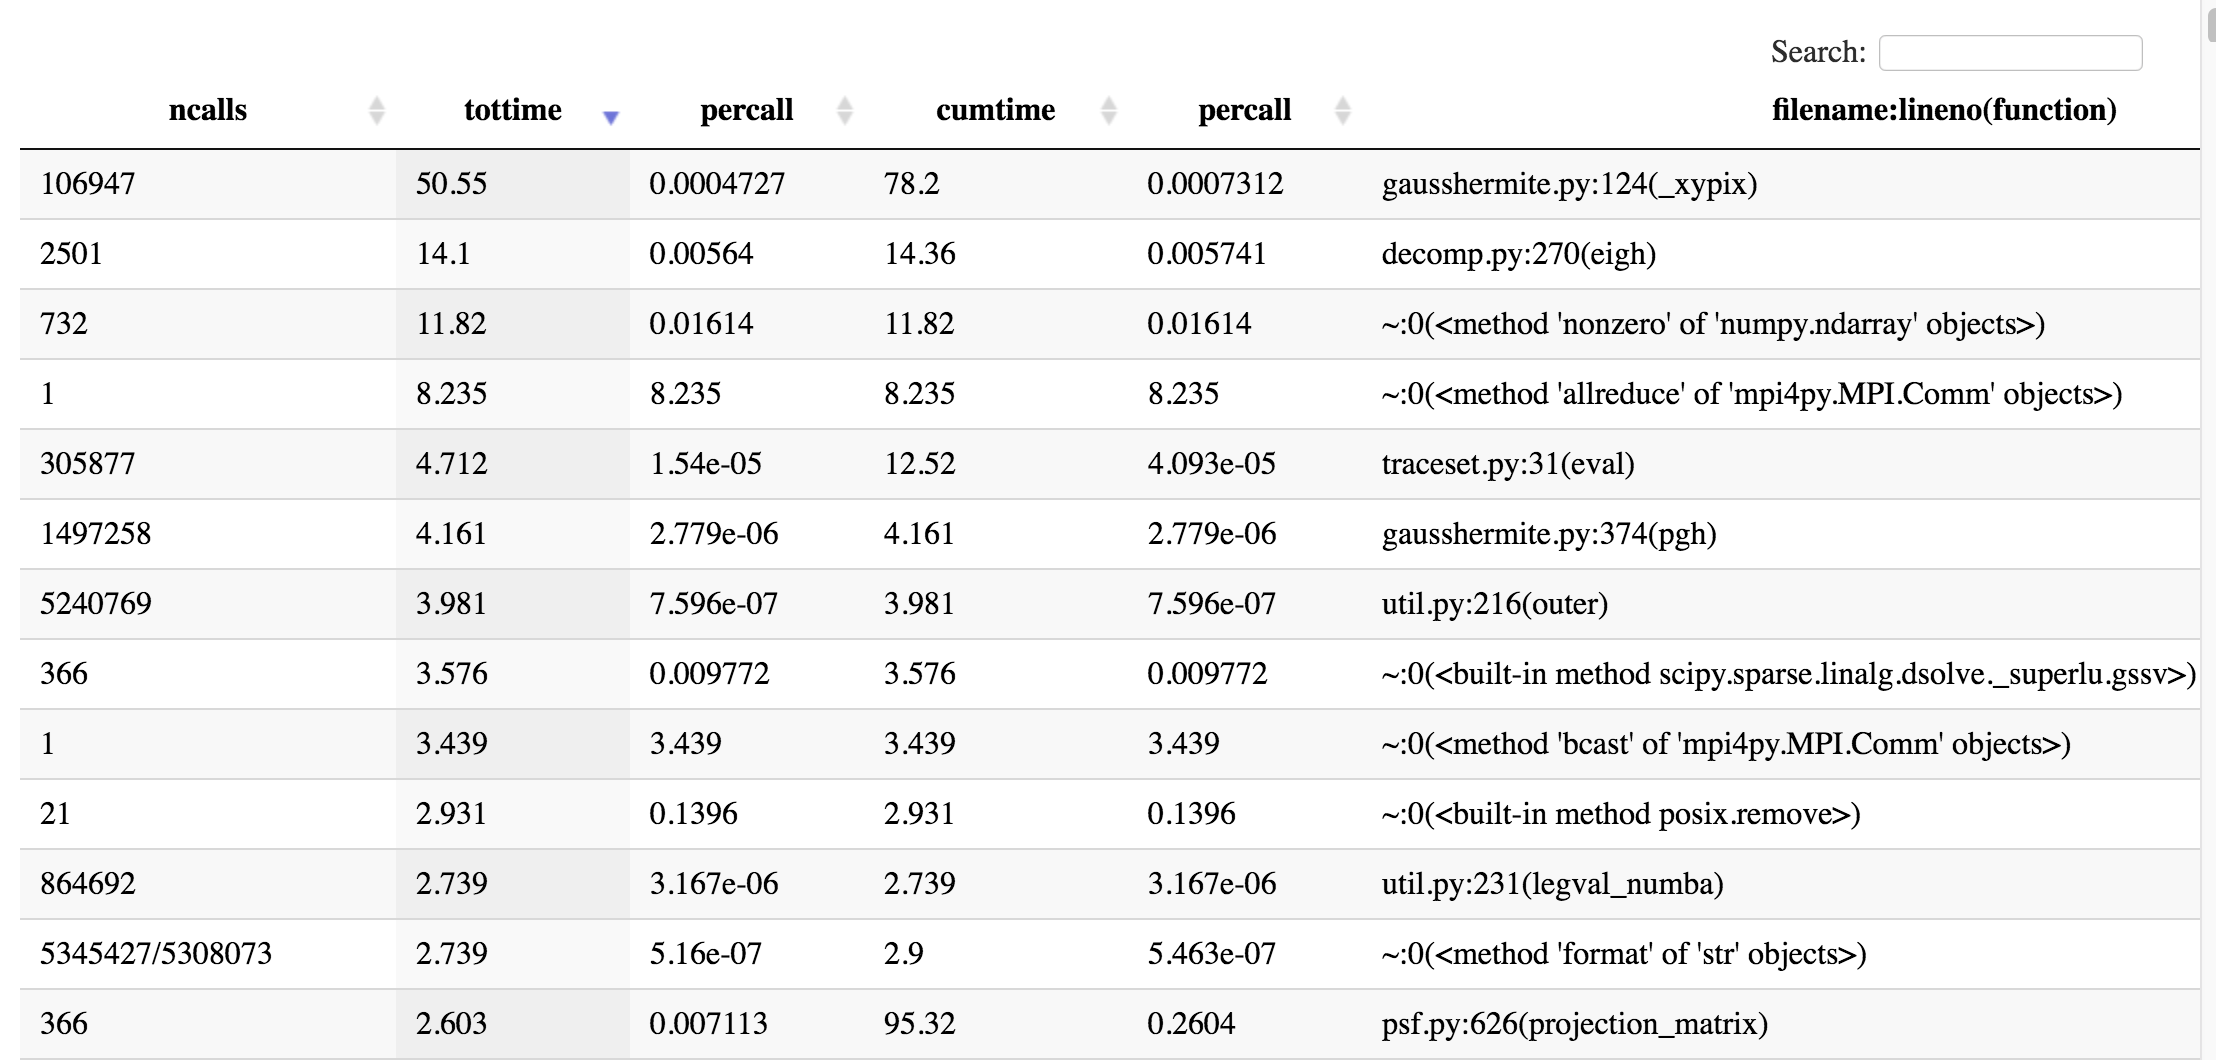 Search:
ncalls tottime percall cumtime percall filename:lineno(function)
106947 50.55 0.0004727 78.2 0.0007312 gausshermite.py:124(_xypix)
2501 14.1 0.00564 14.36 0.005741 decomp.py:270(eigh)
732 11.82 0.01614 11.82 0.01614 ~:0(<method 'nonzero' of 'numpy.ndarray' objects>)
1 8.235 8.235 8.235 8.235 ~:0(<method 'allreduce' of 'mpi4py.MPI.Comm' objects>)
305877 4.712 1.54e-05 12.52 4.093e-05 traceset.py:31(eval)
1497258 4.161 2.779e-06 4.161 2.779e-06 gausshermite.py:374(pgh)
5240769 3.981 7.596e-07 3.981 7.596e-07 util.py:216(outer)
366 3.576 0.009772 3.576 0.009772 ~:0(<built-in method scipy.sparse.linalg.dsolve._superlu.gssv>)
1 3.439 3.439 3.439 3.439 ~:0(<method 'bcast' of 'mpi4py.MPI.Comm' objects>)
21 2.931 0.1396 2.931 0.1396 ~:0(<built-in method posix.remove>)
864692 2.739 3.167e-06 2.739 3.167e-06 util.py:231(legval_numba)
5345427/5308073 2.739 5.16e-07 2.9 5.463e-07 ~:0(<method 'format' of 'str' objects>)
366 2.603 0.007113 95.32 0.2604 psf.py:626(projection_matrix)